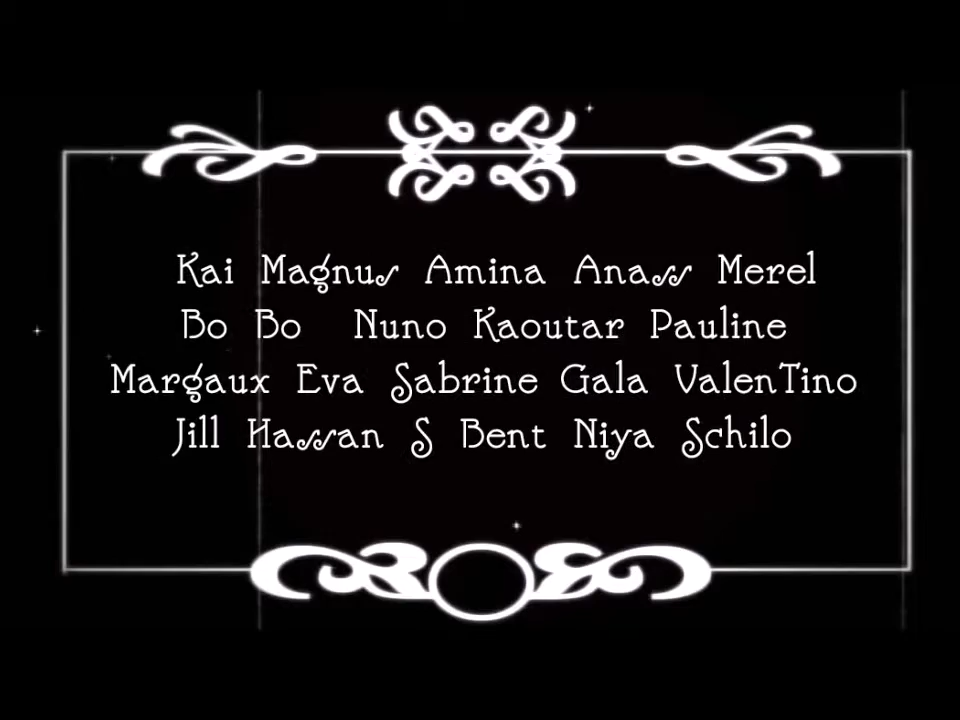 Kai Magnus Amina Anass Merel
Bo Bo Nuno Kaoutar Pauline
Margaux Eva Sabrine Gala ValenTino
Jill Hassan S Bent Niya Schilo